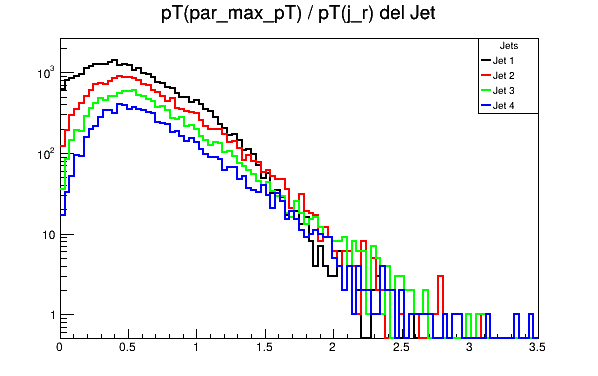 pT(par_max_pT) / pT(j_r) del Jet
Jets
Jet 1
Jet 2
Jet 3
Jet 4
10³
10²
10
1
0 0.5 1 1.5 2 2.5 3 3.5